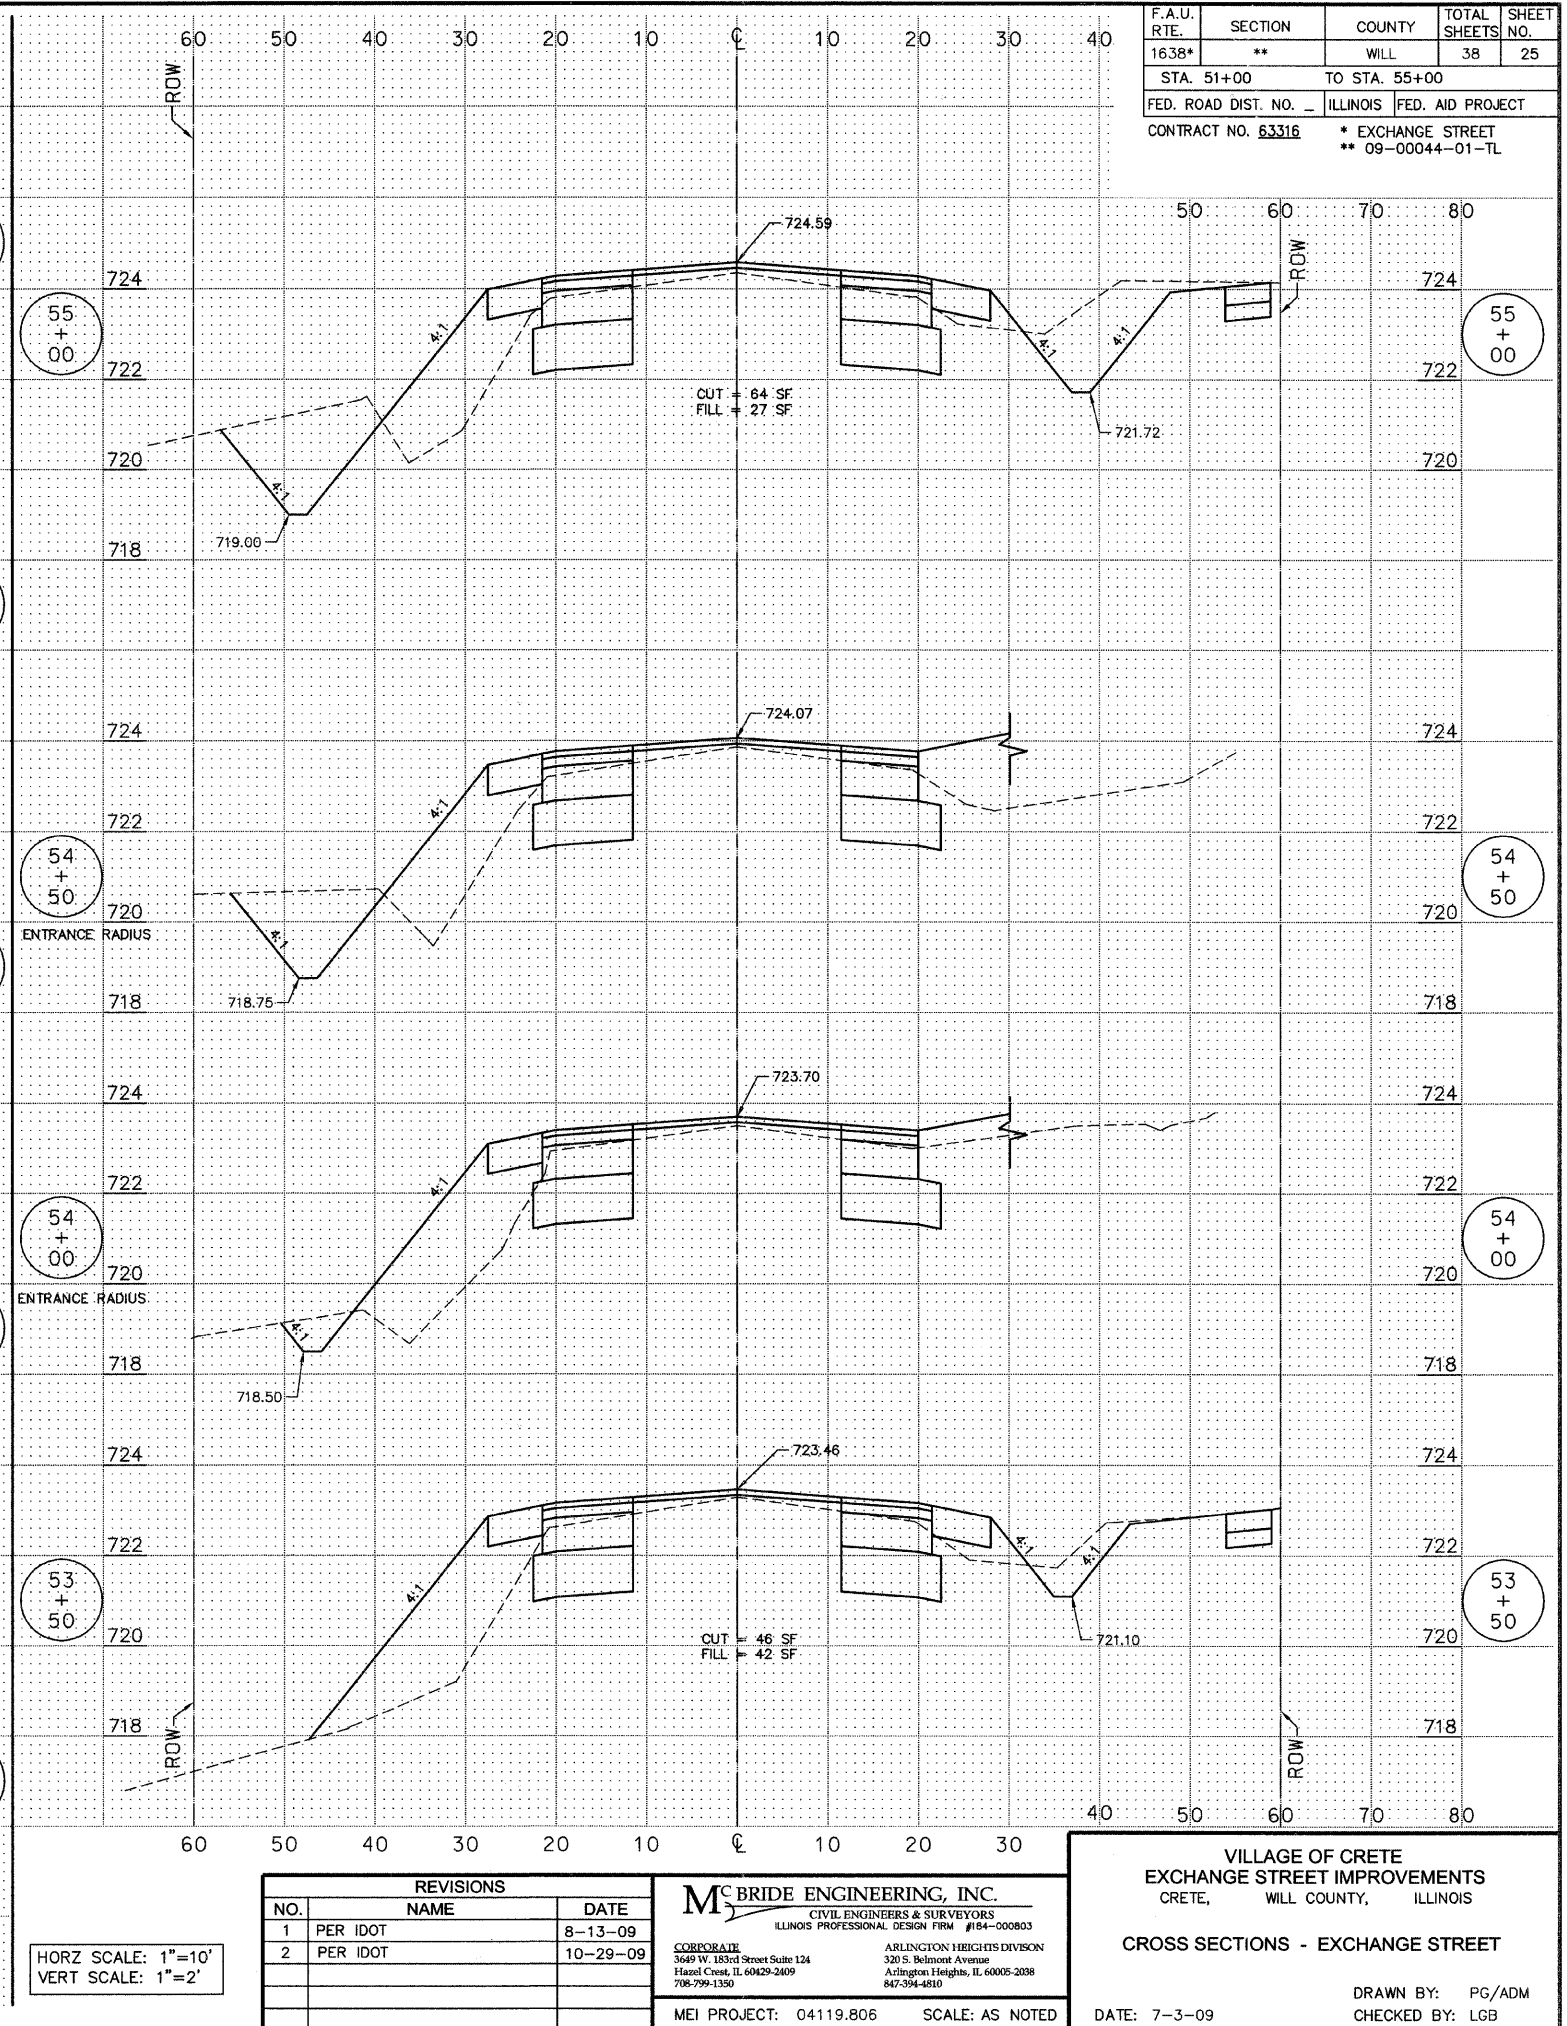 F.A.U. RTE. SECTION COUNTY TOTAL SHEETS SHEET NO.
1638* ** WILL 38 25
STA. 51+00 TO STA. 55+00
FED. ROAD DIST. NO. _ ILLINOIS FED. AID PROJECT
CONTRACT NO. 63316 * EXCHANGE STREET
** 09-00044-01-TL
60 50 40 30 20 10 ℄ 10 20 30 40
50 60 70 80
ROW
ROW
724.59
724 724
55 + 00
55 + 00
4:1 4:1 4:1
722 722
CUT = 64 SF
FILL = 27 SF
721.72
720 720
4:1
719.00
718
724.07
724 724
4:1
722 722
54 + 50
54 + 50
720 720
ENTRANCE RADIUS
4:1
718.75
718 718
723.70
724 724
4:1
722 722
54 + 00
54 + 00
720 720
ENTRANCE RADIUS
4:1
718 718
718.50
723.46
724 724
722 722
4:1 4:1 4:1
53 + 50
53 + 50
CUT = 46 SF
FILL = 42 SF
721.10
720 720
718 718
ROW
ROW
40 50 60 70 80
60 50 40 30 20 10 ℄ 10 20 30
HORZ SCALE: 1"=10'
VERT SCALE: 1"=2'
REVISIONS
NO. NAME DATE
1 PER IDOT 8-13-09
2 PER IDOT 10-29-09
McBRIDE ENGINEERING, INC.
CIVIL ENGINEERS & SURVEYORS
ILLINOIS PROFESSIONAL DESIGN FIRM #184-000803
CORPORATE
3649 W. 183rd Street Suite 124
Hazel Crest, IL 60429-2409
708-799-1350
ARLINGTON HEIGHTS DIVISON
320 S. Belmont Avenue
Arlington Heights, IL 60005-2038
847-394-4810
MEI PROJECT: 04119.806 SCALE: AS NOTED
VILLAGE OF CRETE
EXCHANGE STREET IMPROVEMENTS
CRETE, WILL COUNTY, ILLINOIS
CROSS SECTIONS - EXCHANGE STREET
DRAWN BY: PG/ADM
DATE: 7-3-09 CHECKED BY: LGB